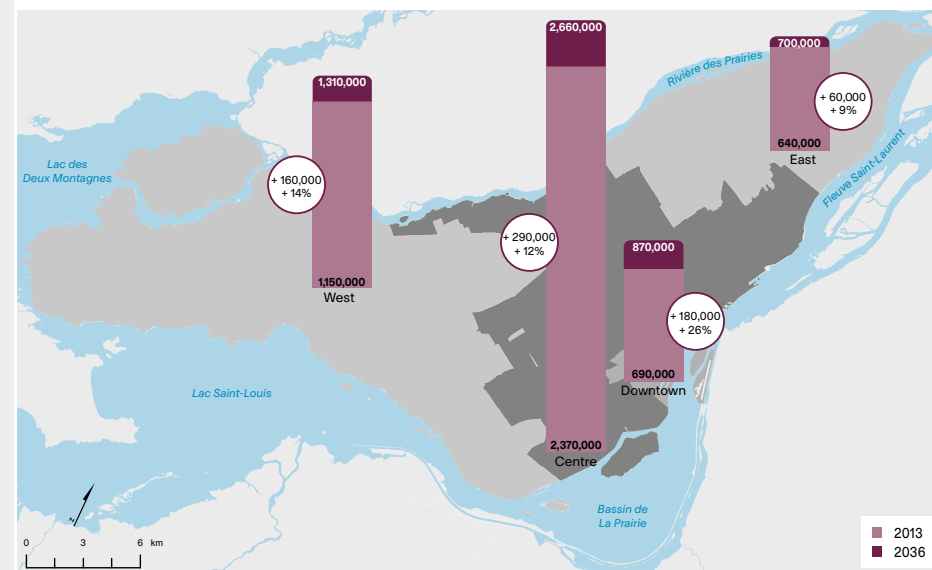 2,660,000
700,000
Rivière des Prairies
1,310,000
+ 60,000
+ 9%
640,000
East
Lac des
Deux Montagnes
Fleuve Saint-Laurent
+ 160,000
+ 14%
+ 290,000
+ 12%
870,000
1,150,000
West
+ 180,000
+ 26%
690,000
Downtown
Lac Saint-Louis
2,370,000
Centre
Bassin de
La Prairie
N
0 3 6 km
2013
2036